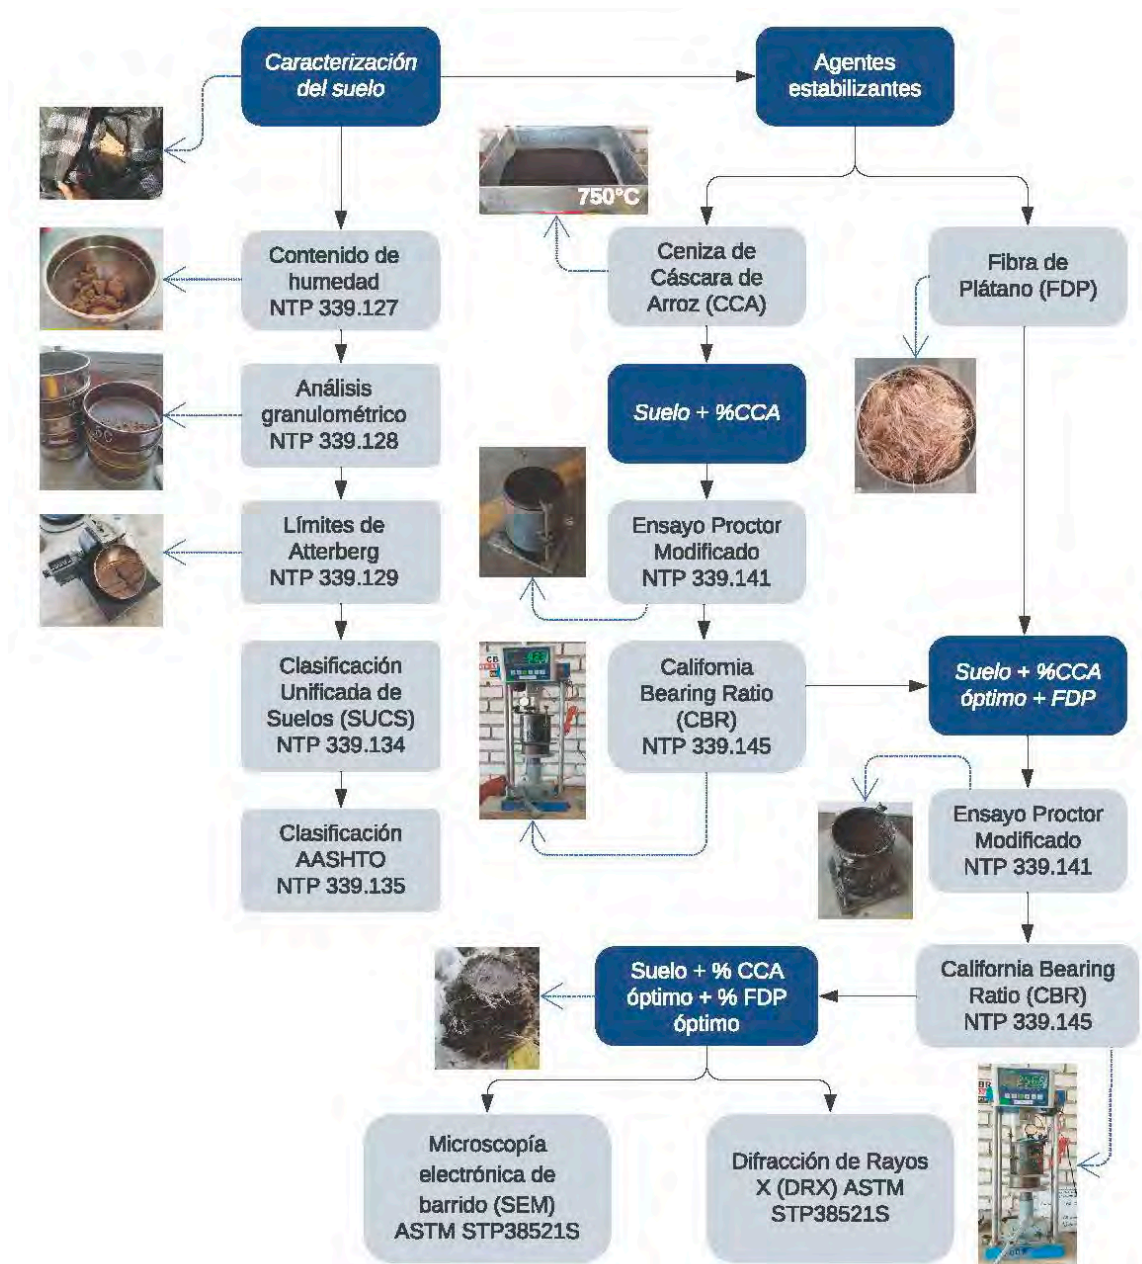 Caracterización
del suelo
Agentes
estabilizantes
750°C
Contenido de
humedad
NTP 339.127
Ceniza de
Cáscara de
Arroz (CCA)
Fibra de
Plátano (FDP)
Análisis
granulométrico
NTP 339.128
Suelo + %CCA
Límites de
Atterberg
NTP 339.129
Ensayo Proctor
Modificado
NTP 339.141
Clasificación
Unificada de
Suelos (SUCS)
NTP 339.134
California
Bearing Ratio
(CBR)
NTP 339.145
Suelo + %CCA
óptimo + FDP
Clasificación
AASHTO
NTP 339.135
Ensayo Proctor
Modificado
NTP 339.141
Suelo + % CCA
óptimo + % FDP
óptimo
California Bearing
Ratio (CBR)
NTP 339.145
Microscopía
electrónica de
barrido (SEM)
ASTM STP38521S
Difracción de Rayos
X (DRX) ASTM
STP38521S